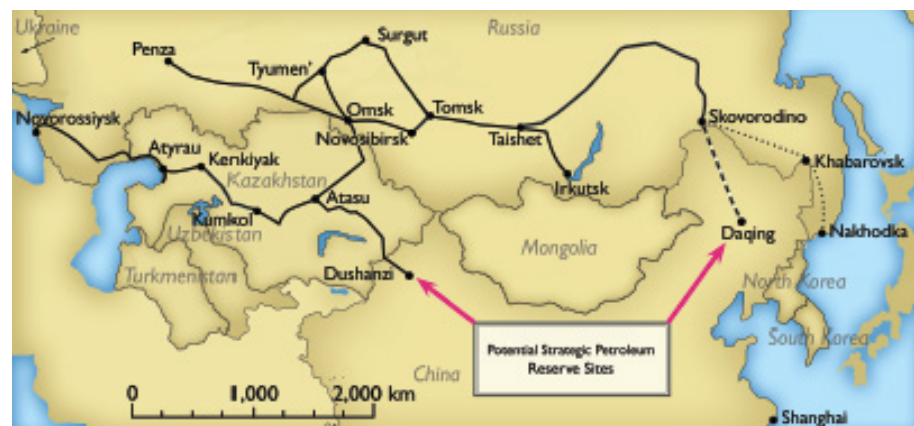 Ukraine
Russia
Surgut
Penza
Tyumen'
Omsk
Tomsk
Novorossiysk
Novosibirsk
Taishet
Skovorodino
Atyrau
Kenkiyak
Khabarovsk
Kazakhstan
Atasu
Irkutsk
Kumkol
Uzbekistan
Daqing
Nakhodka
Mongolia
Turkmenistan
Dushanzi
North Korea
South Korea
Potential Strategic Petroleum
Reserve Sites
China
0 1,000 2,000 km
Shanghai